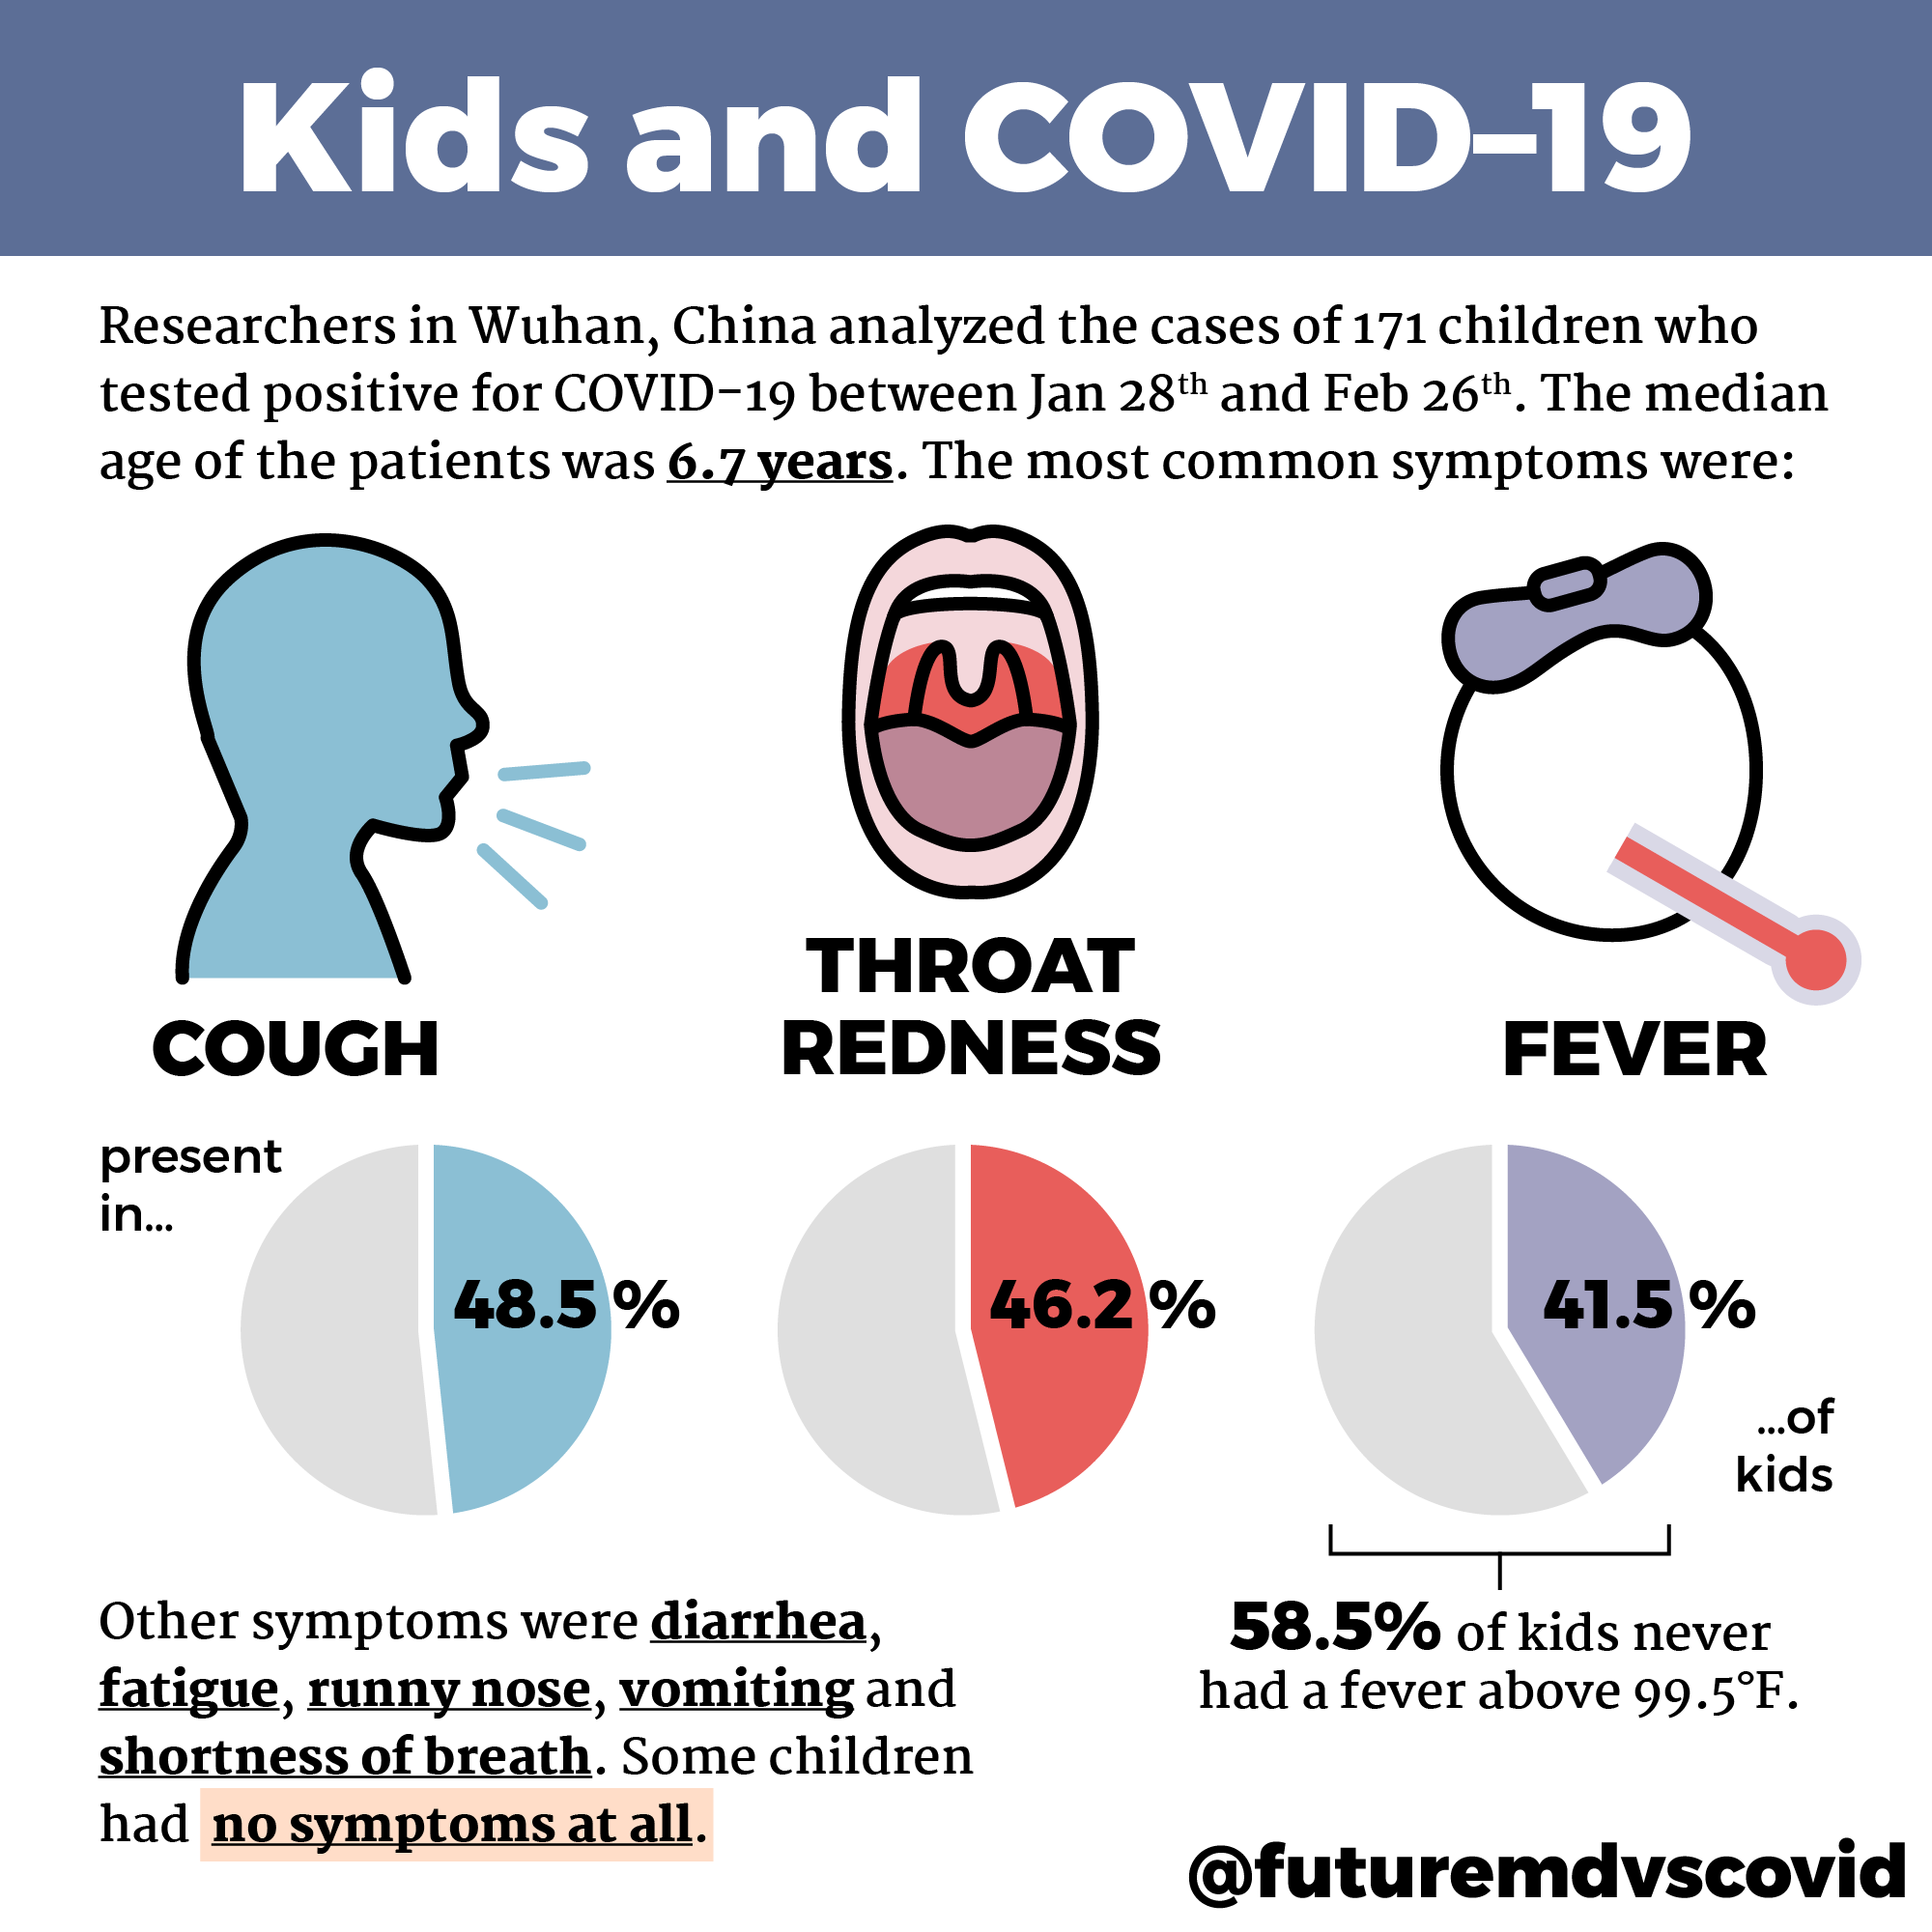 Kids and COVID-19
Researchers in Wuhan, China analyzed the cases of 171 children who
tested positive for COVID-19 between Jan 28th and Feb 26th. The median
age of the patients was 6.7 years. The most common symptoms were:
COUGH
THROAT
REDNESS
FEVER
present
in...
48.5 %
46.2 %
41.5 %
...of
kids
58.5% of kids never
had a fever above 99.5°F.
Other symptoms were diarrhea,
fatigue, runny nose, vomiting and
shortness of breath. Some children
had no symptoms at all.
@futuremdvscovid